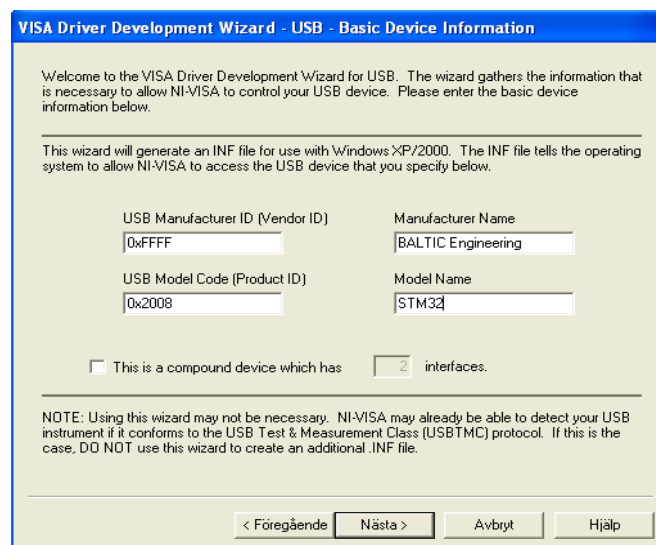 VISA Driver Development Wizard - USB - Basic Device Information
Welcome to the VISA Driver Development Wizard for USB. The wizard gathers the information that
is necessary to allow NI-VISA to control your USB device. Please enter the basic device
information below.
This wizard will generate an INF file for use with Windows XP/2000. The INF file tells the operating
system to allow NI-VISA to access the USB device that you specify below.
USB Manufacturer ID (Vendor ID) Manufacturer Name
0xFFFF BALTIC Engineering
USB Model Code (Product ID) Model Name
0x2008 STM32
This is a compound device which has 2 interfaces.
NOTE: Using this wizard may not be necessary. NI-VISA may already be able to detect your USB
instrument if it conforms to the USB Test & Measurement Class (USBTMC) protocol. If this is the
case, DO NOT use this wizard to create an additional .INF file.
< Föregående Nästa > Avbryt Hjälp